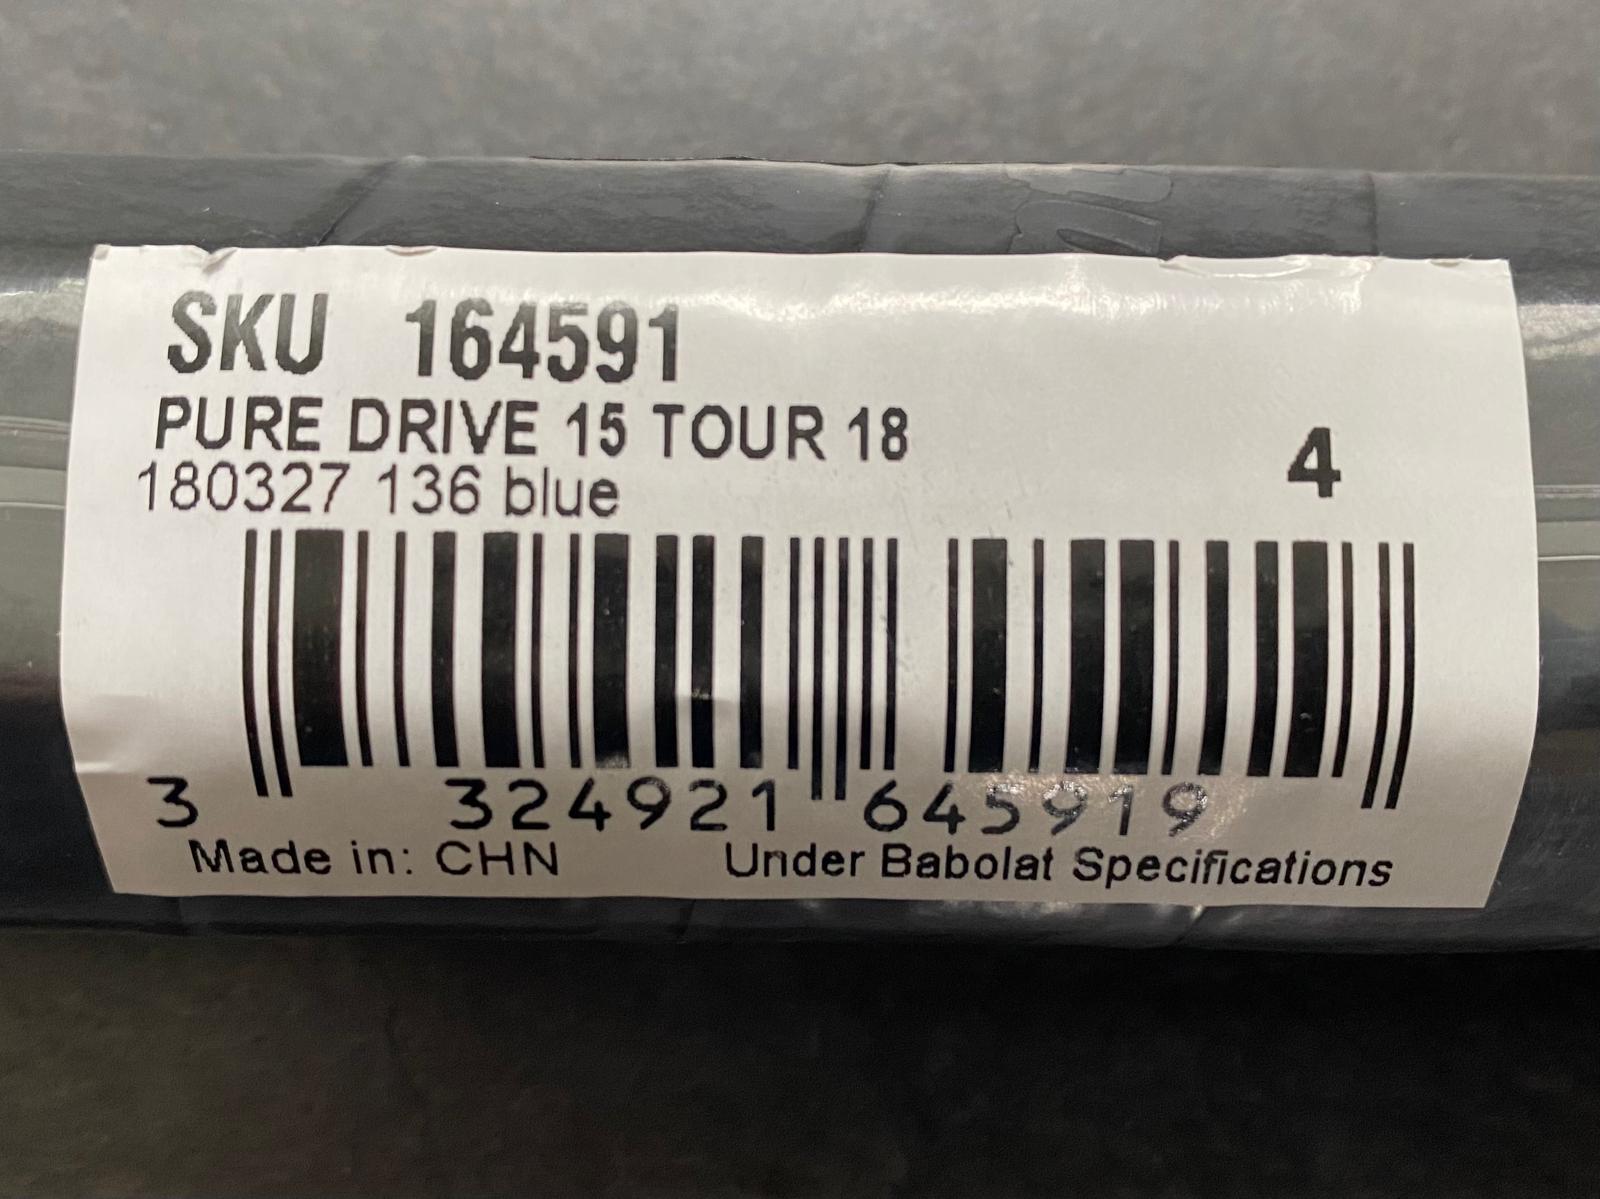 SKU 164591
PURE DRIVE 15 TOUR 18
4
180327 136 blue
3 324921 645919
Made in: CHN Under Babolat Specifications